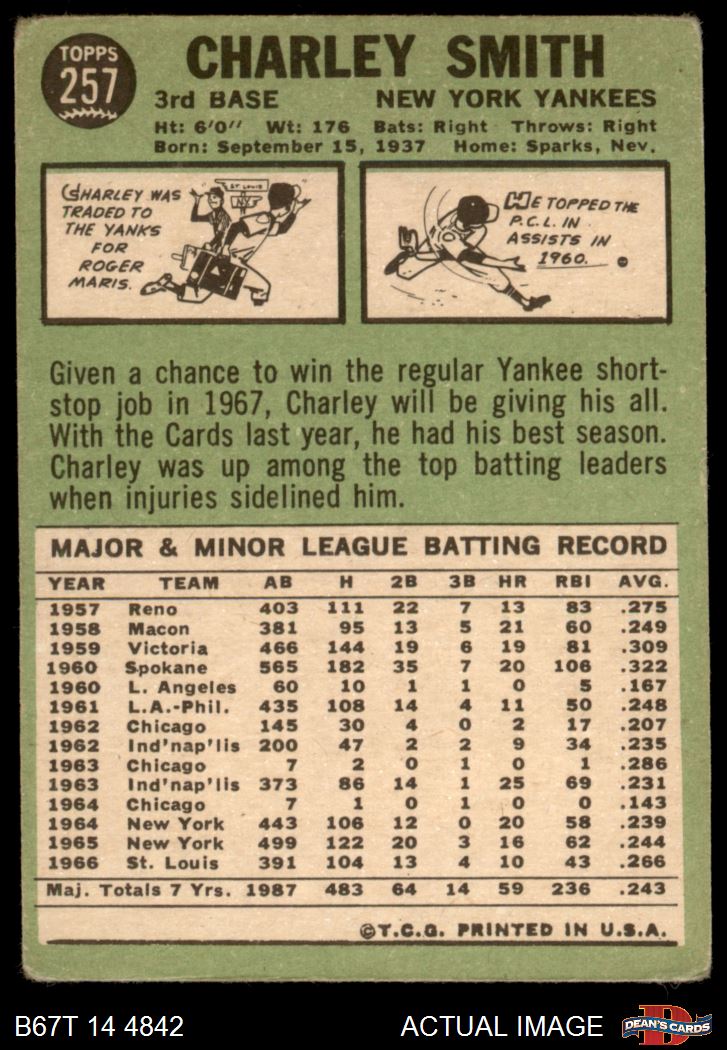 TOPPS
257
CHARLEY SMITH
3rd BASE NEW YORK YANKEES
Ht: 6'0" Wt: 176 Bats: Right Throws: Right
Born: September 15, 1937 Home: Sparks, Nev.
CHARLEY WAS
TRADED TO
THE YANKS
FOR
ROGER
MARIS.
ST. LOUIS
N.Y.
HE TOPPED THE
P.C.L. IN
ASSISTS IN
1960.
Given a chance to win the regular Yankee short-
stop job in 1967, Charley will be giving his all.
With the Cards last year, he had his best season.
Charley was up among the top batting leaders
when injuries sidelined him.
MAJOR & MINOR LEAGUE BATTING RECORD
YEAR TEAM AB H 2B 3B HR RBI AVG.
1957 Reno 403 111 22 7 13 83 .275
1958 Macon 381 95 13 5 21 60 .249
1959 Victoria 466 144 19 6 19 81 .309
1960 Spokane 565 182 35 7 20 106 .322
1960 L. Angeles 60 10 1 1 0 5 .167
1961 L.A.-Phil. 435 108 14 4 11 50 .248
1962 Chicago 145 30 4 0 2 17 .207
1962 Ind'nap'lis 200 47 2 2 9 34 .235
1963 Chicago 7 2 0 1 0 1 .286
1963 Ind'nap'lis 373 86 14 1 25 69 .231
1964 Chicago 7 1 0 1 0 0 .143
1964 New York 443 106 12 0 20 58 .239
1965 New York 499 122 20 3 16 62 .244
1966 St. Louis 391 104 13 4 10 43 .266
Maj. Totals 7 Yrs. 1987 483 64 14 59 236 .243
©T.C.G. PRINTED IN U.S.A.
B67T 14 4842 ACTUAL IMAGE
D
DEAN'S CARDS